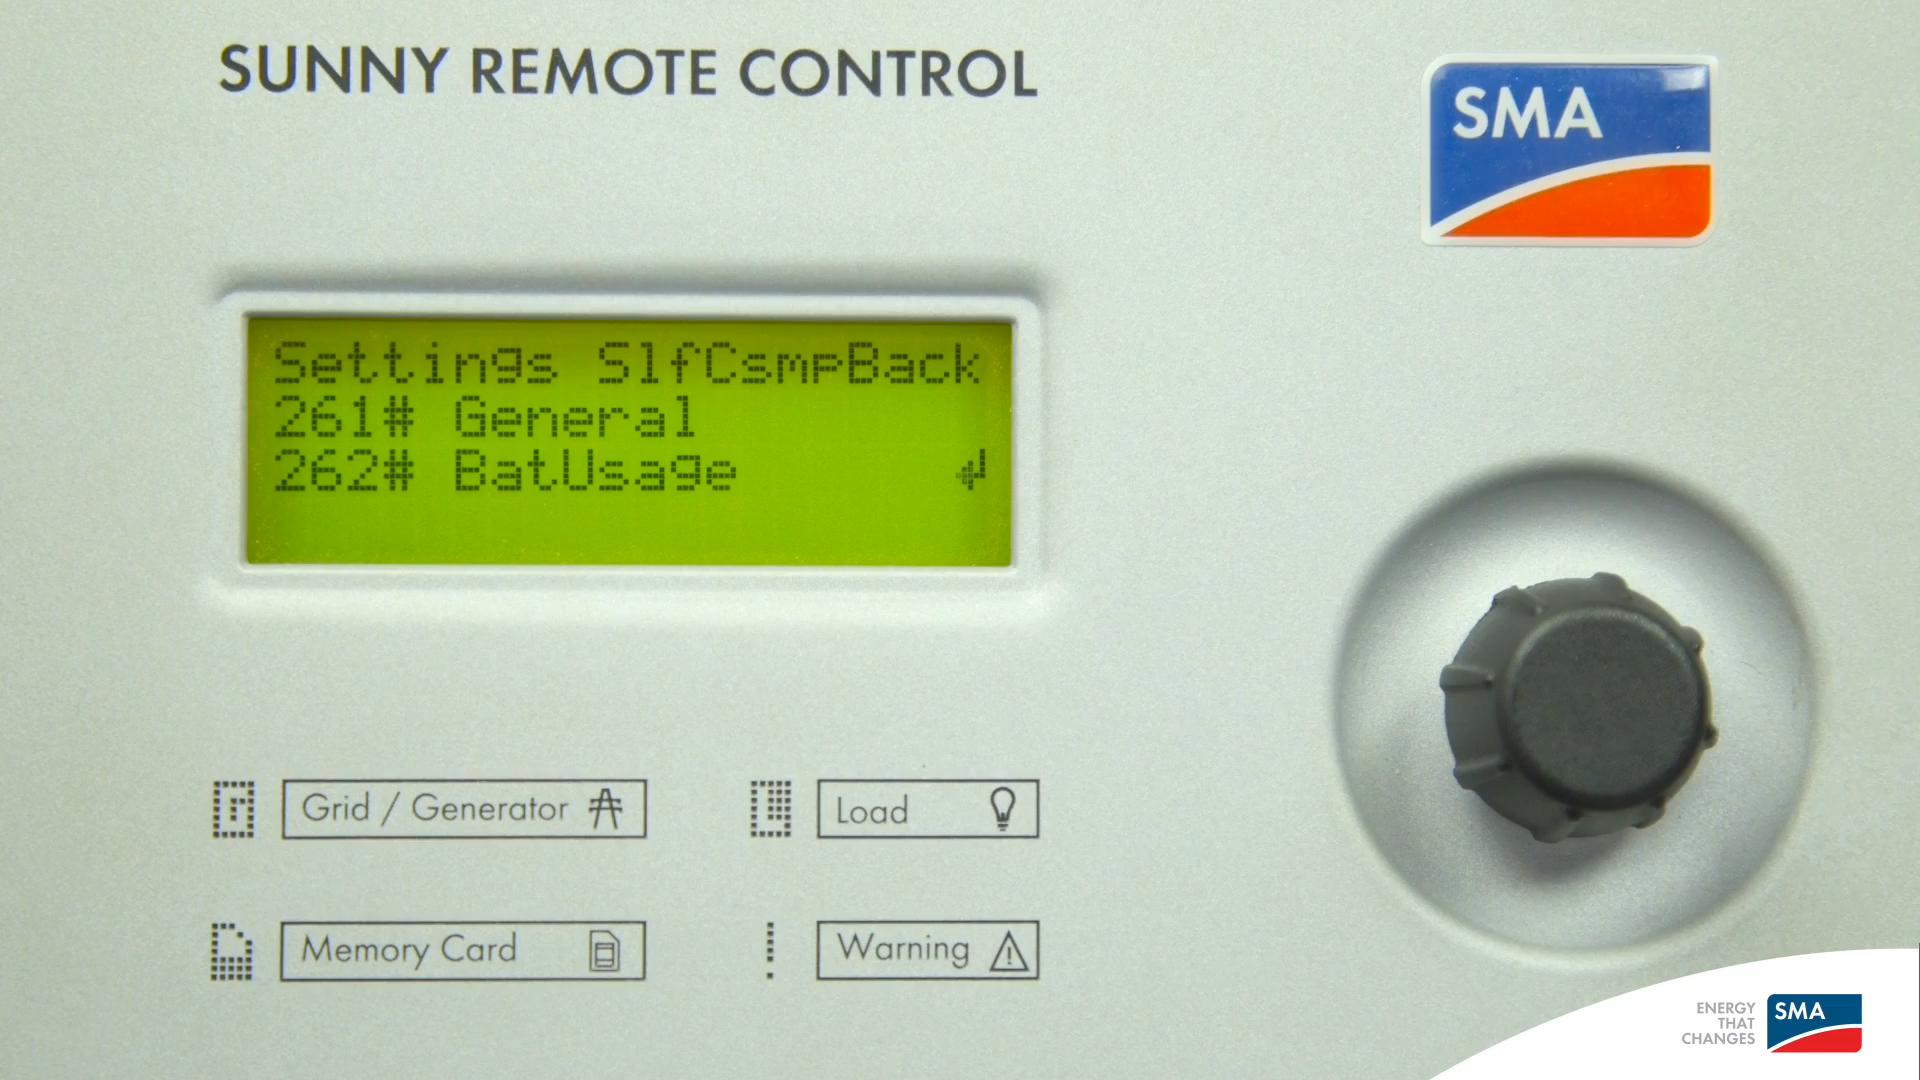 SUNNY REMOTE CONTROL
SMA
Settings SlfCsmpBack
261# General
262# BatUsage
Grid / Generator
Load
Memory Card
! Warning
ENERGY
THAT
CHANGES
SMA